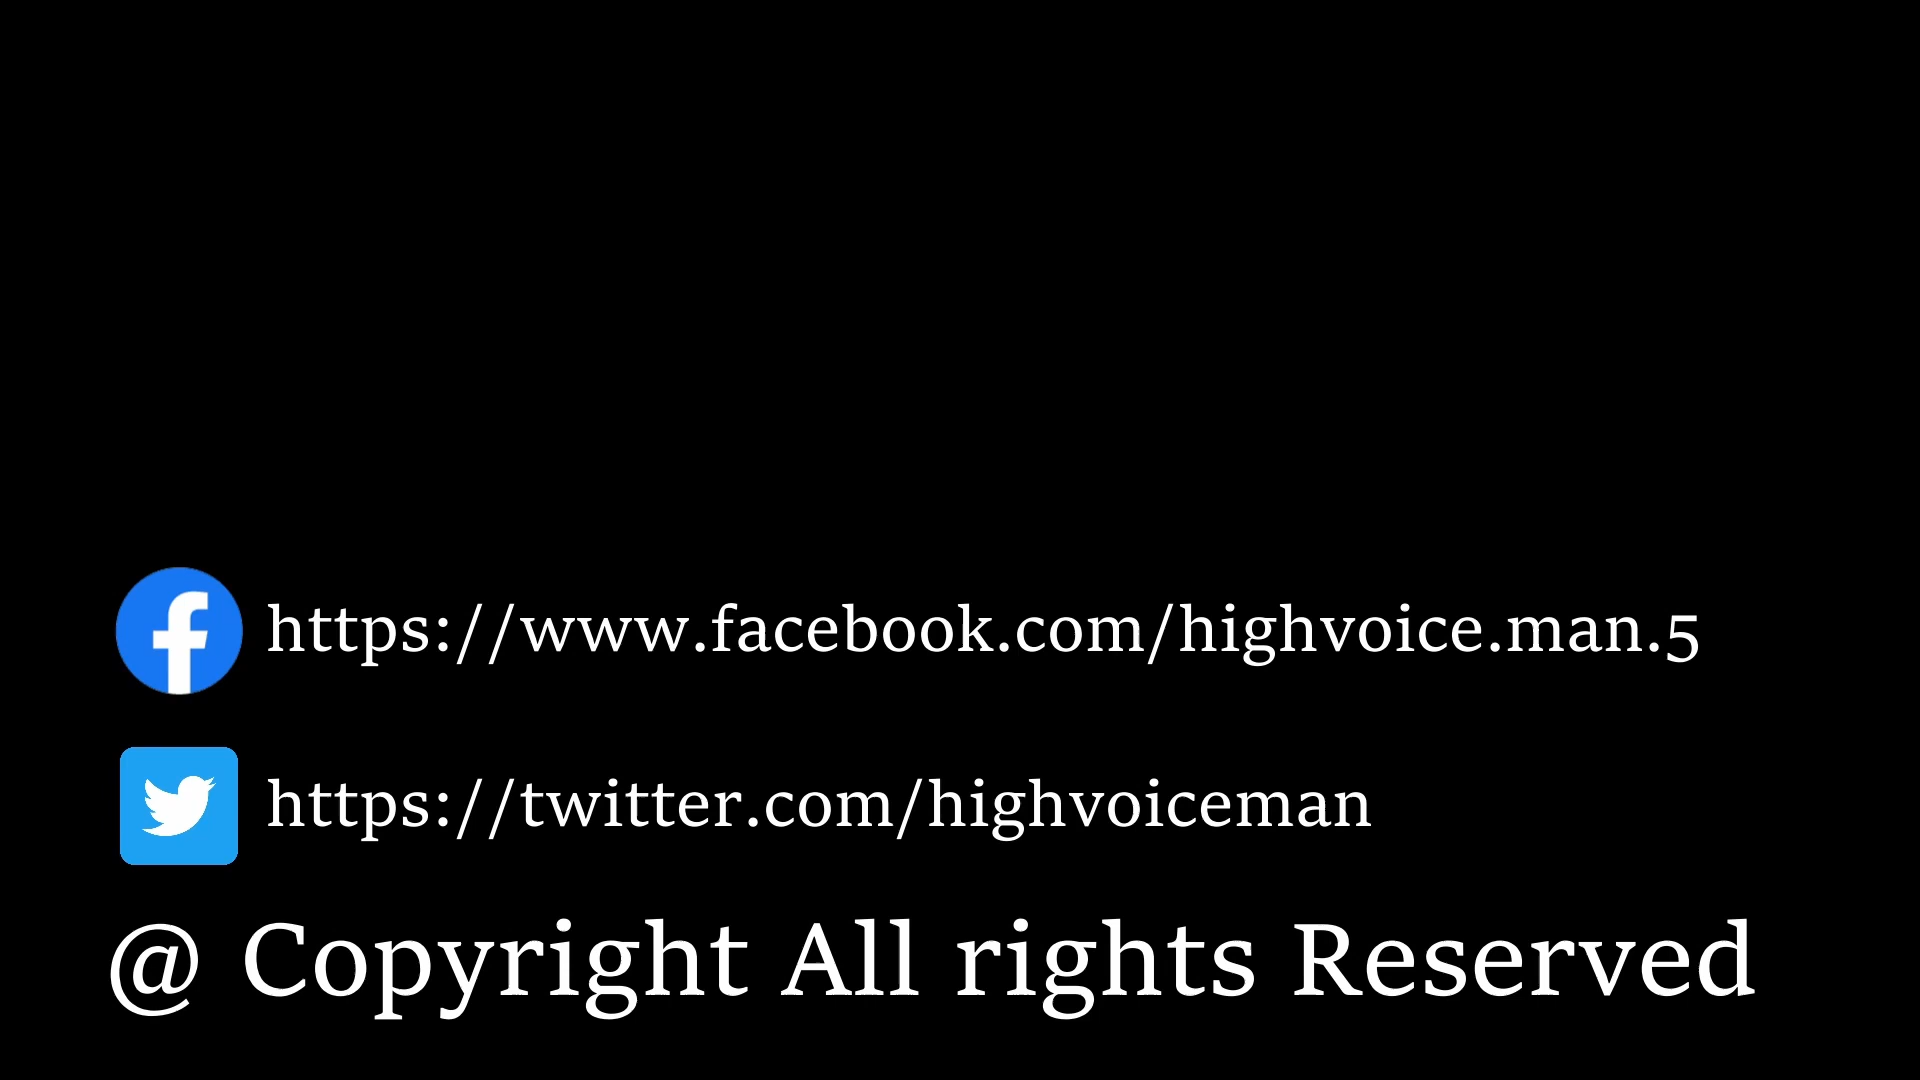 https://www.facebook.com/highvoice.man.5
https://twitter.com/highvoiceman
@ Copyright All rights Reserved